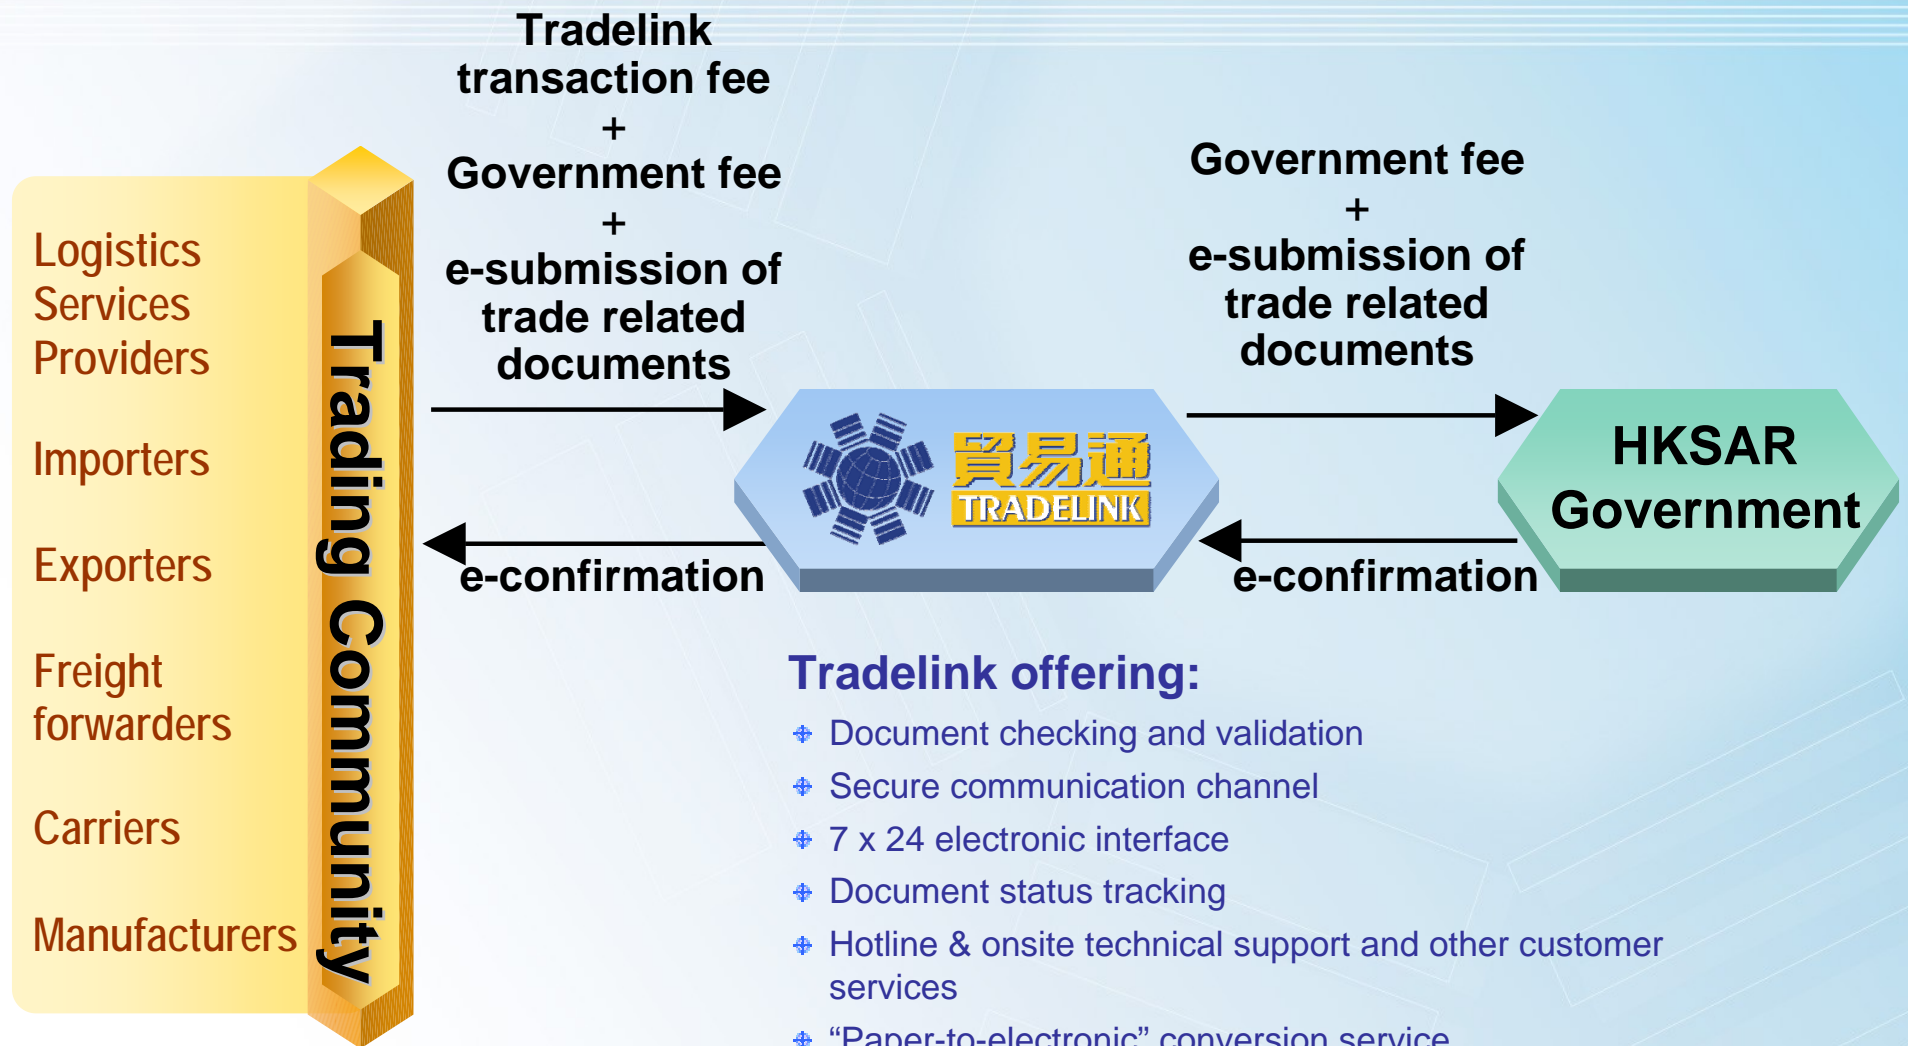 Tradelink
transaction fee
+
Government fee
+
e-submission of
trade related
documents
Government fee
+
e-submission of
trade related
documents
Logistics
Services
Providers
Importers
Exporters
Freight
forwarders
Carriers
Manufacturers
Trading Community
貿易通
TRADELINK
HKSAR
Government
e-confirmation
e-confirmation
Tradelink offering:
Document checking and validation
Secure communication channel
7 x 24 electronic interface
Document status tracking
Hotline & onsite technical support and other customer
services
“Paper-to-electronic” conversion service